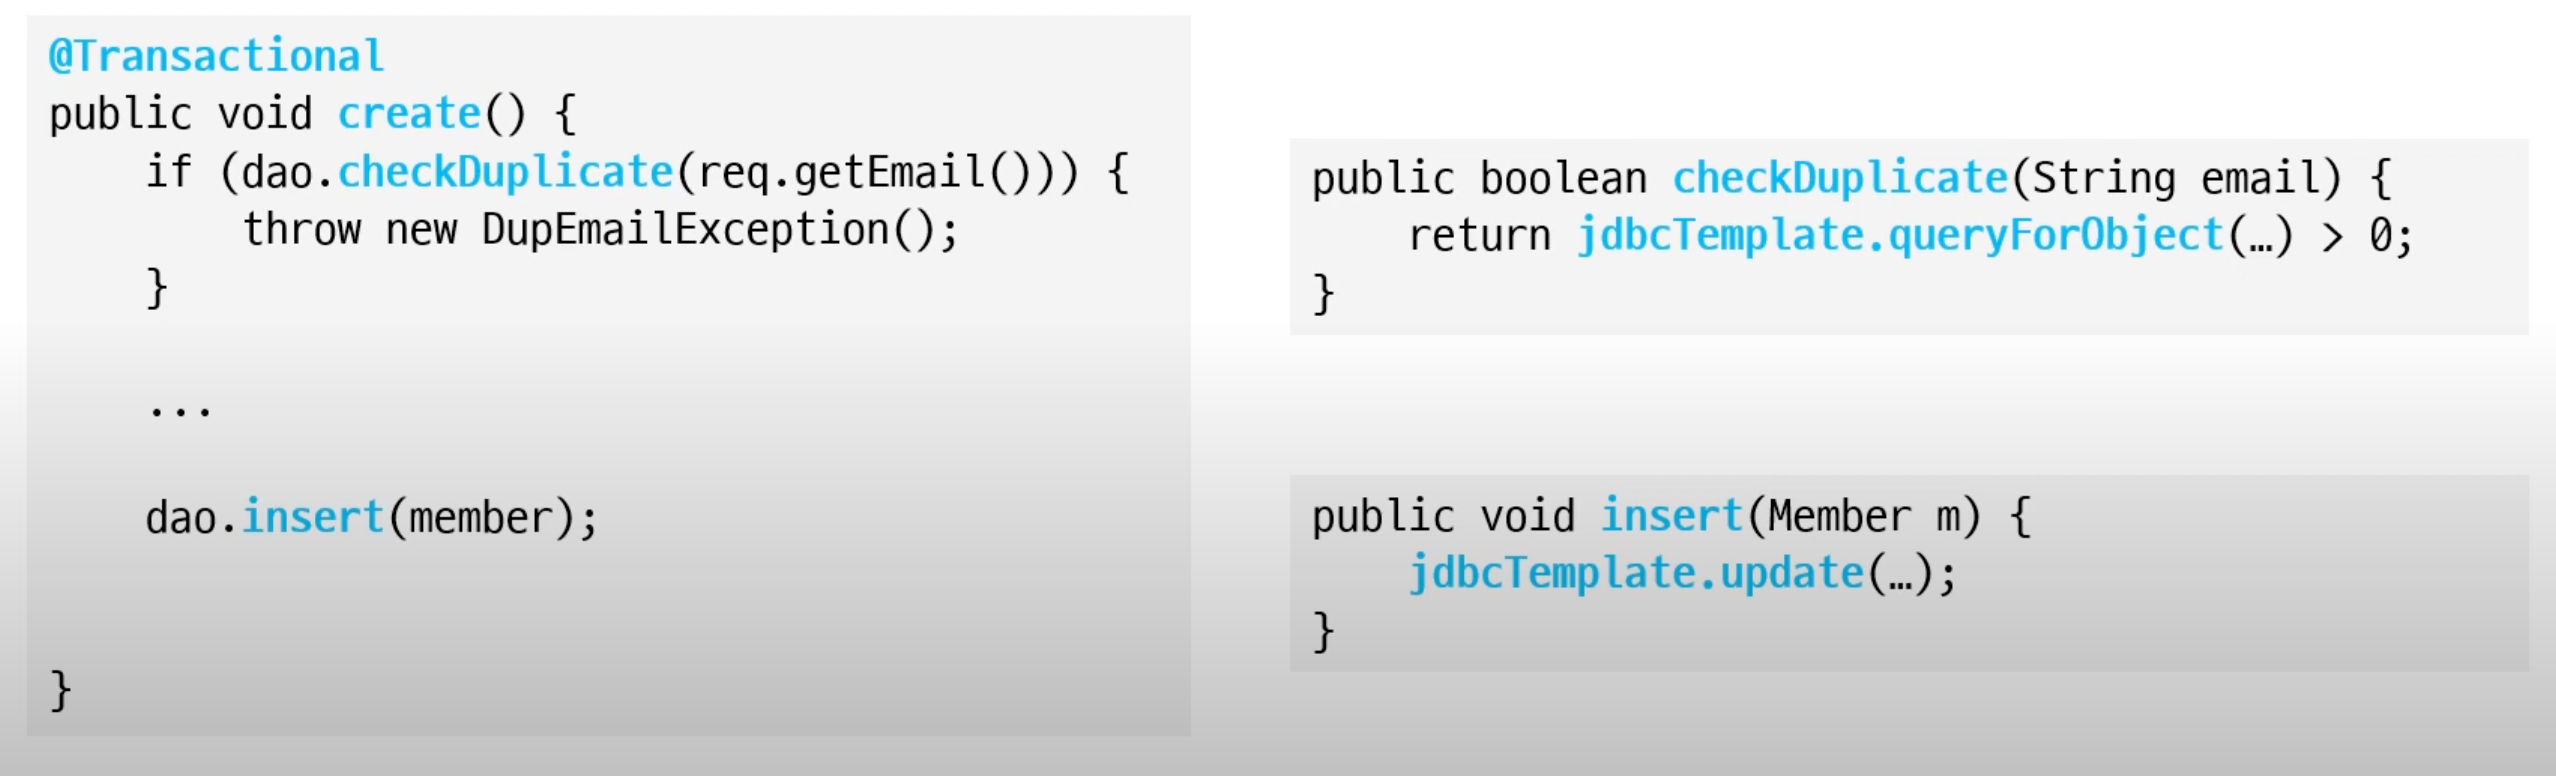 @Transactional
public void create() {
    if (dao.checkDuplicate(req.getEmail())) {
        throw new DupEmailException();
    }
    ...
    dao.insert(member);
}
public boolean checkDuplicate(String email) {
    return jdbcTemplate.queryForObject(…) > 0;
}
public void insert(Member m) {
    jdbcTemplate.update(…);
}